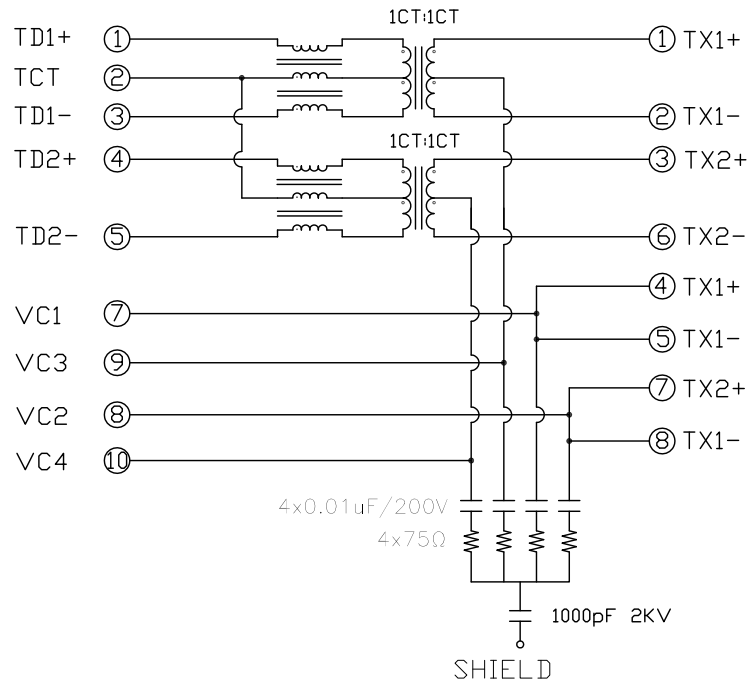 1CT:1CT
TD1+ 1 1 TX1+
TCT 2
TD1- 3 2 TX1-
1CT:1CT
TD2+ 4 3 TX2+
TD2- 5 6 TX2-
4 TX1+
VC1 7
5 TX1-
VC3 9
7 TX2+
VC2 8
8 TX1-
VC4 10
4x0.01uF/200V
4x75Ω
1000pF 2KV
SHIELD